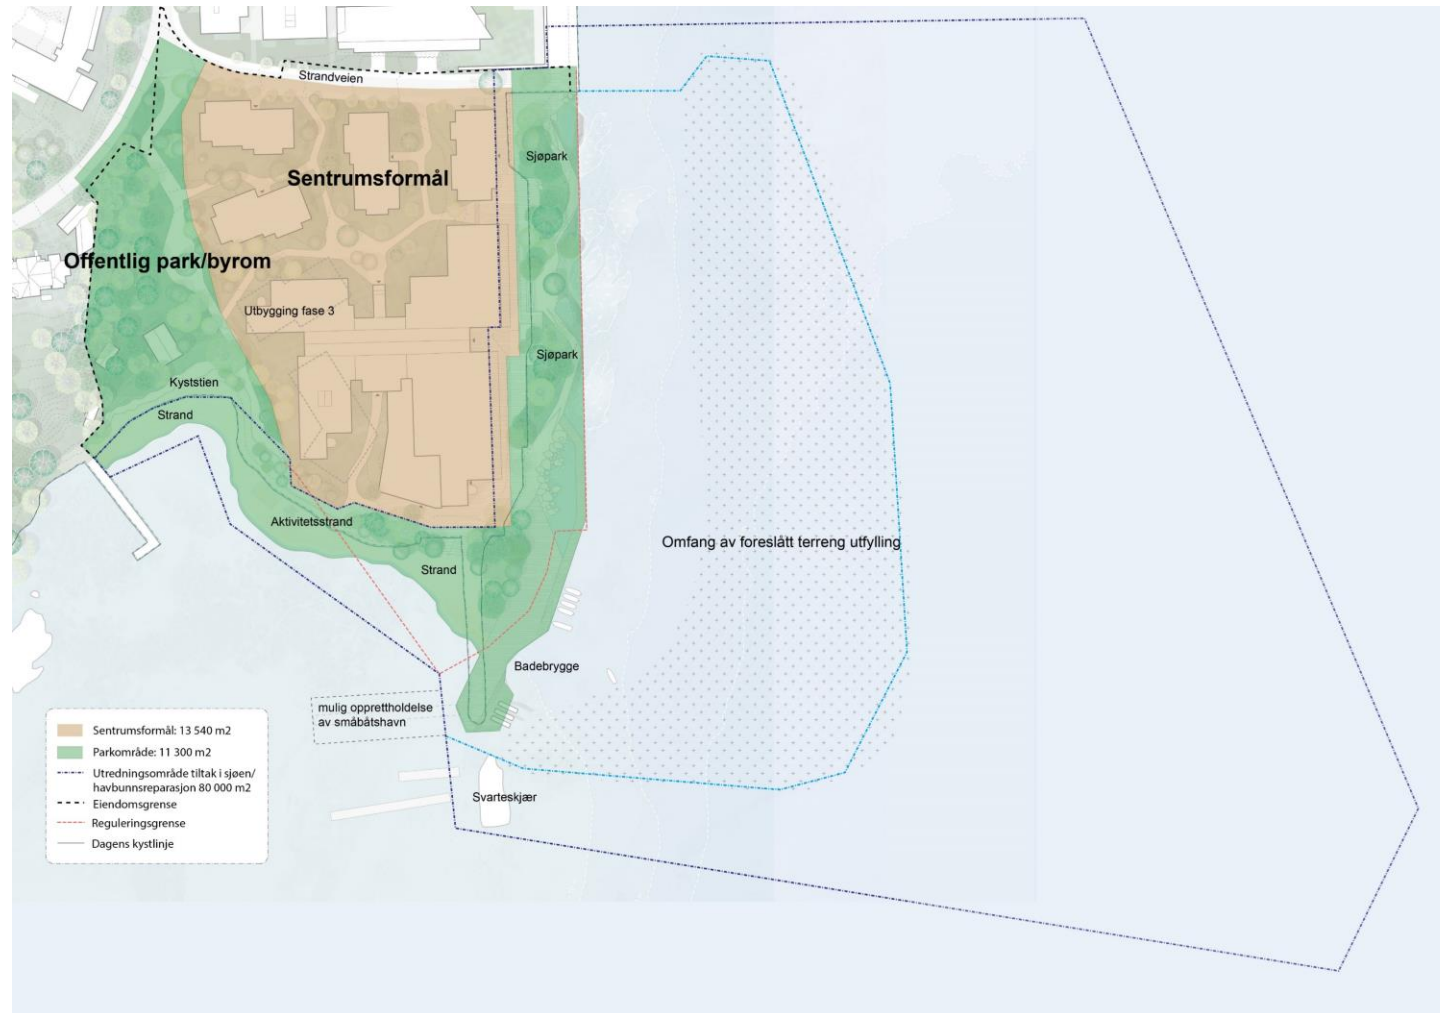 Strandveien
Sjøpark
Sentrumsformål
Offentlig park/byrom
Utbygging fase 3
Sjøpark
Kyststien
Strand
Aktivitetsstrand
Omfang av foreslått terreng utfylling
Strand
Badebrygge
mulig opprettholdelse
av småbåtshavn
Svarteskjær
Sentrumsformål: 13 540 m2
Parkområde: 11 300 m2
Utredningsområde tiltak i sjøen/
havbunnsreparasjon 80 000 m2
Eiendomsgrense
Reguleringsgrense
Dagens kystlinje